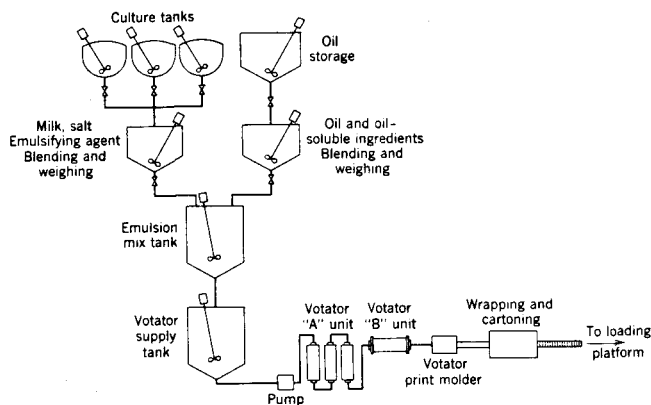 Culture tanks
Oil
storage
Milk, salt
Emulsifying agent
Blending and
weighing
Oil and oil-
soluble ingredients
Blending and
weighing
Emulsion
mix tank
Votator
supply
tank
Pump
Votator
"A" unit
Votator
"B" unit
Votator
print molder
Wrapping and
cartoning
To loading
platform